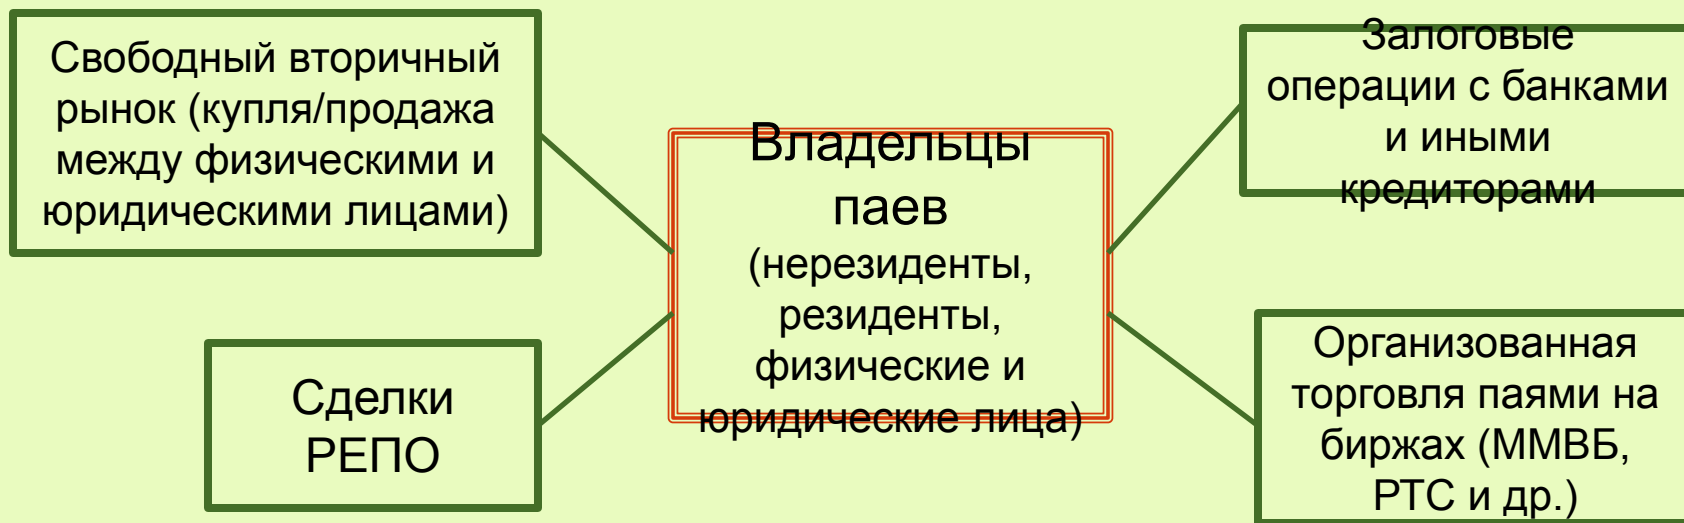 Свободный вторичный
рынок (купля/продажа
между физическими и
юридическими лицами)
Сделки
РЕПО
Владельцы
паев
(нерезиденты,
резиденты,
физические и
юридические лица)
Залоговые
операции с банками
и иными
кредиторами
Организованная
торговля паями на
биржах (ММВБ,
РТС и др.)